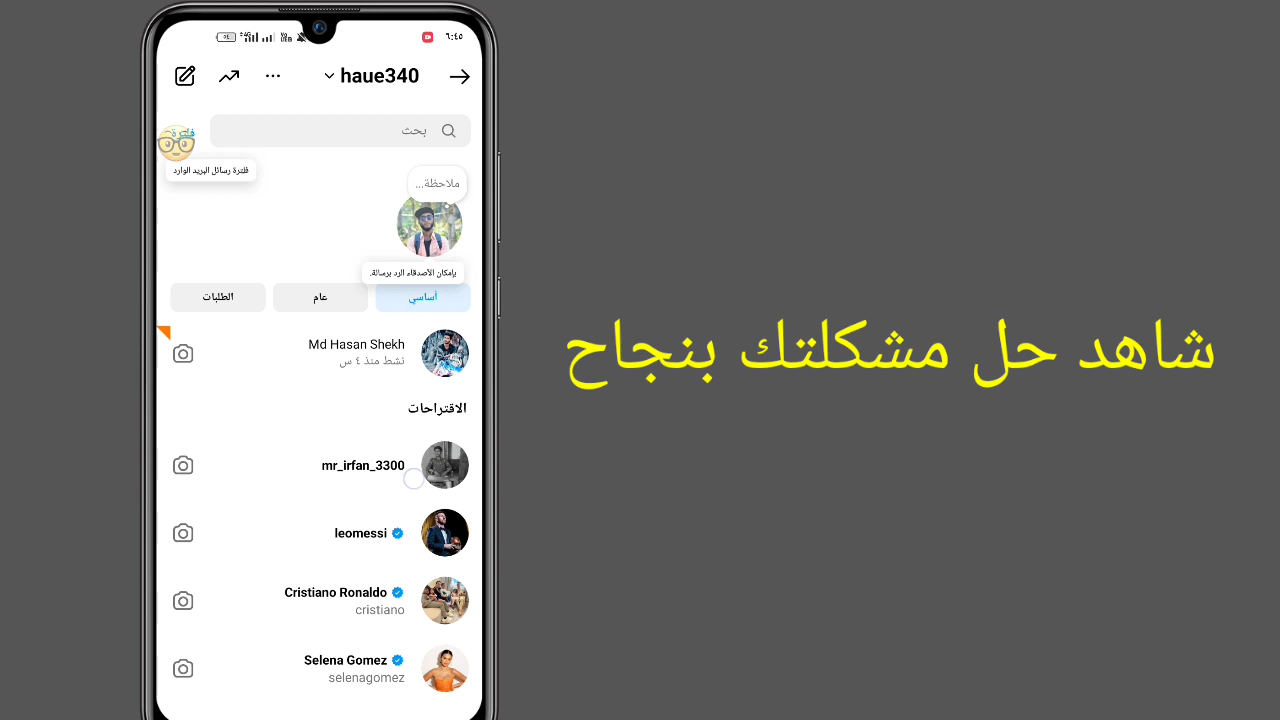 ٦:٤٥
haue340
بحث
فلترة
فلترة رسائل البريد الوارد
ملاحظة...
بإمكان الأصدقاء الرد برسالة.
أساسي
عام
الطلبات
Md Hasan Shekh
نشط منذ ٤ س
الاقتراحات
mr_irfan_3300
leomessi
Cristiano Ronaldo
cristiano
Selena Gomez
selenagomez
شاهد حل مشكلتك بنجاح